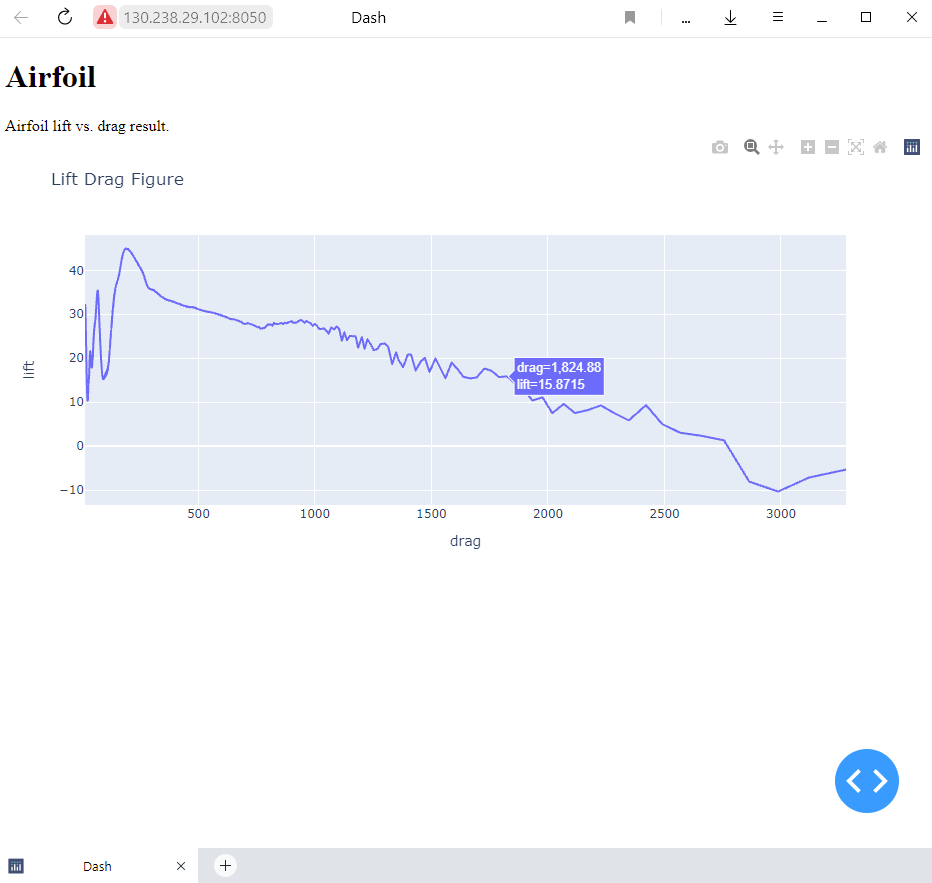 130.238.29.102:8050
Dash
...
Airfoil
Airfoil lift vs. drag result.
Lift Drag Figure
40
30
20
10
0
−10
lift
drag=1,824.88
lift=15.8715
500 1000 1500 2000 2500 3000
drag
Dash